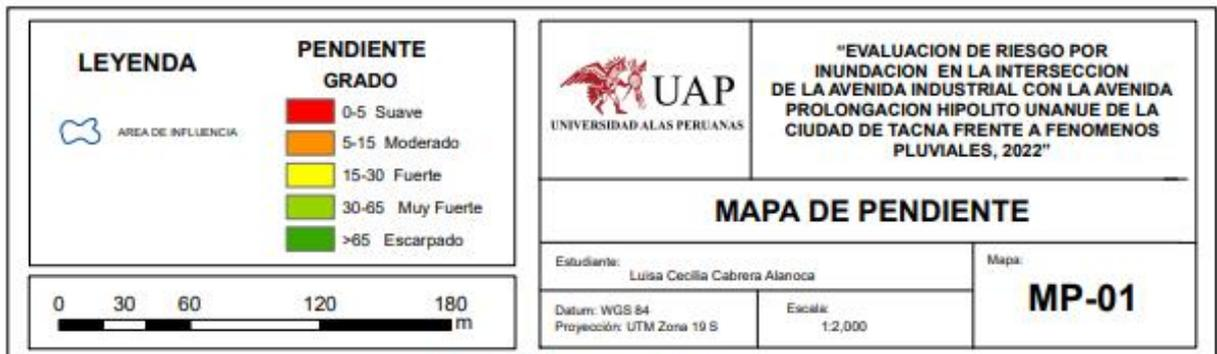 LEYENDA
AREA DE INFLUENCIA
PENDIENTE
GRADO
0-5 Suave
5-15 Moderado
15-30 Fuerte
30-65 Muy Fuerte
>65 Escarpado
0 30 60 120 180
m
UAP
UNIVERSIDAD ALAS PERUANAS
"EVALUACION DE RIESGO POR
INUNDACION EN LA INTERSECCION
DE LA AVENIDA INDUSTRIAL CON LA AVENIDA
PROLONGACION HIPOLITO UNANUE DE LA
CIUDAD DE TACNA FRENTE A FENOMENOS
PLUVIALES, 2022"
MAPA DE PENDIENTE
Estudiante:
Luisa Cecilia Cabrera Alanoca
Mapa:
MP-01
Datum: WGS 84
Proyección: UTM Zona 19 S
Escala:
1:2,000